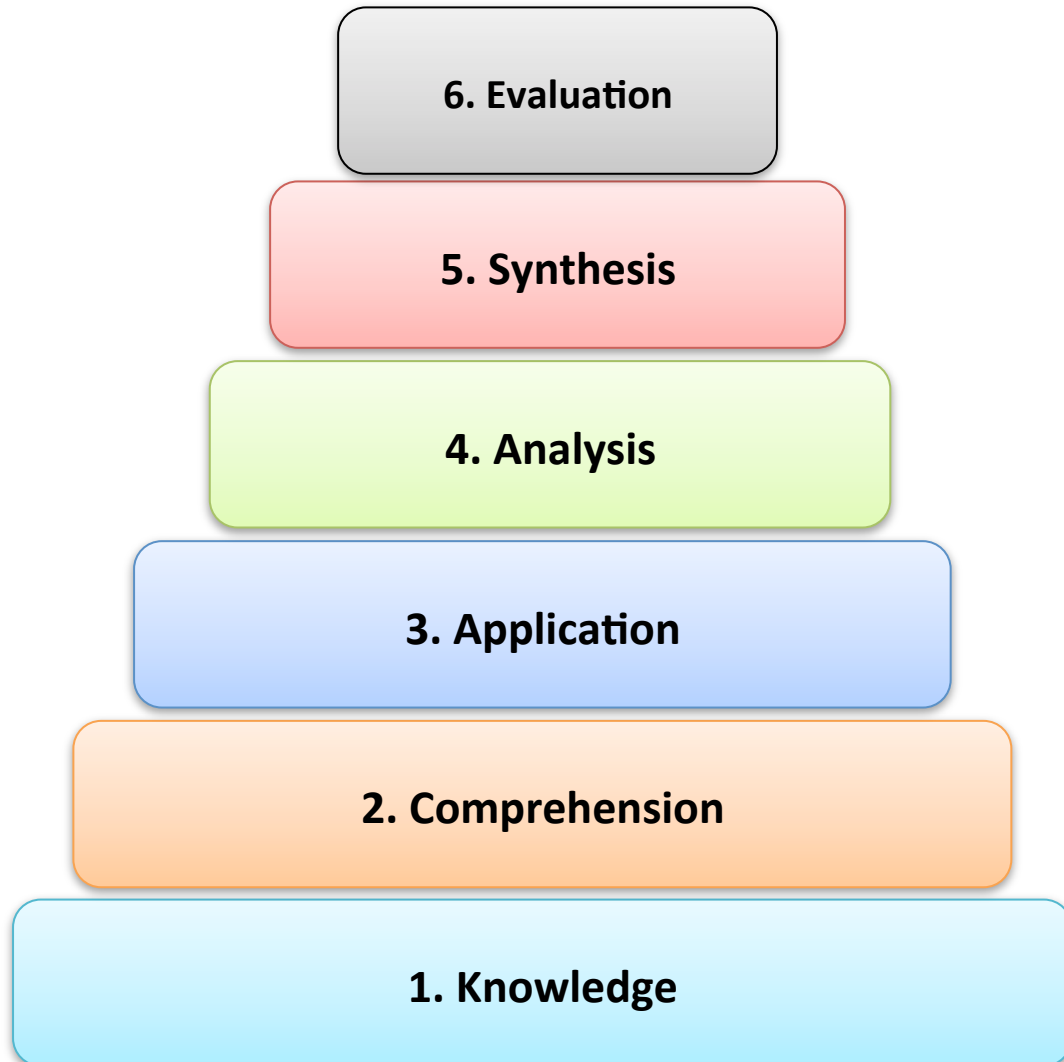 6. Evaluation
5. Synthesis
4. Analysis
3. Application
2. Comprehension
1. Knowledge